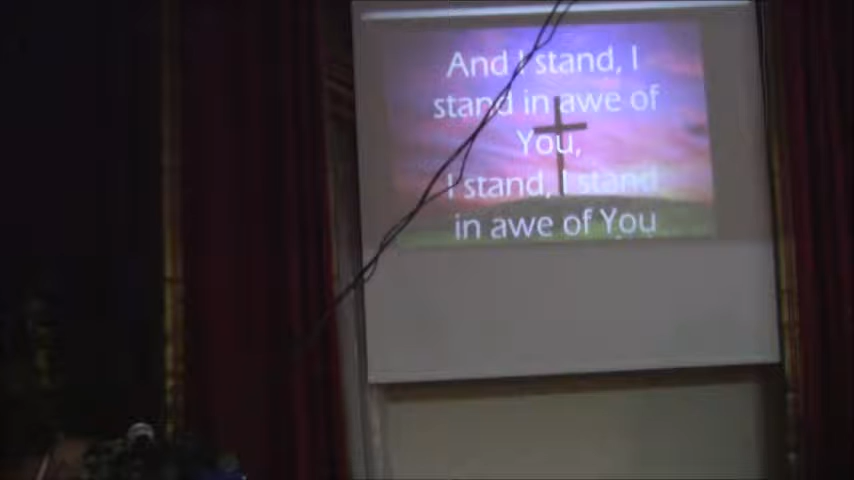 And I stand, I
stand in awe of
You,
I stand, I stand
in awe of You